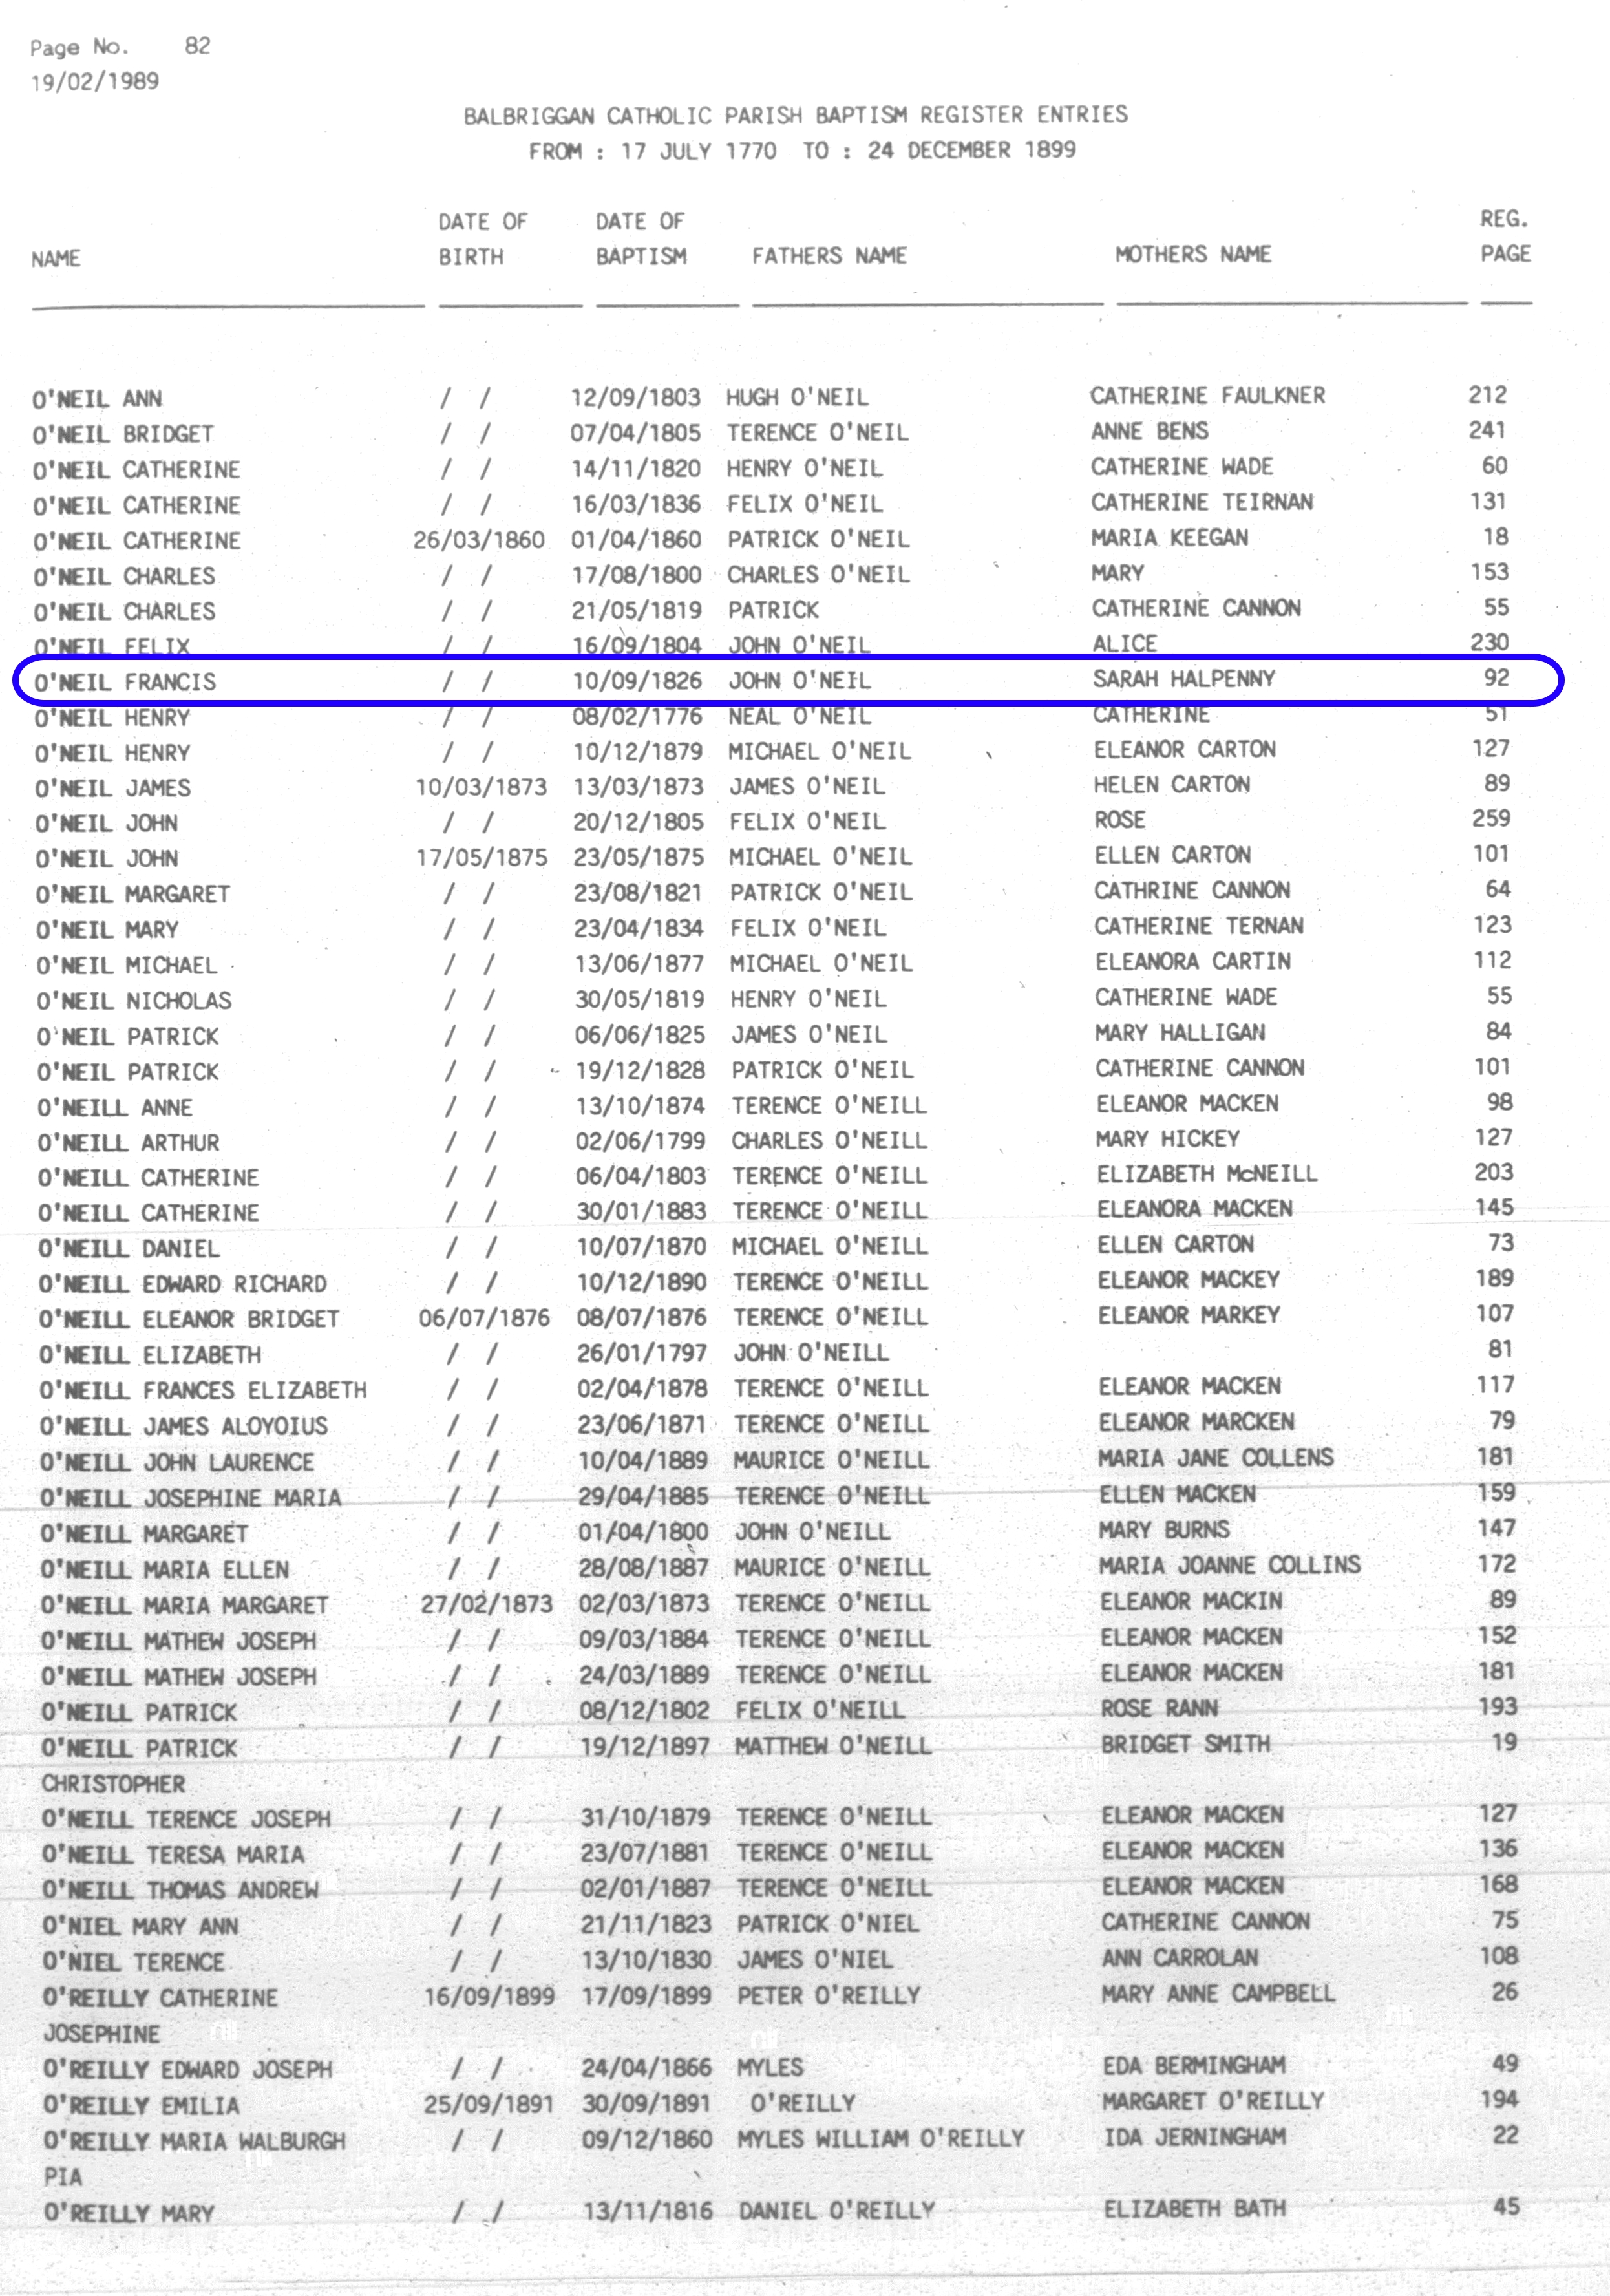 Page No. 82
19/02/1989
BALBRIGGAN CATHOLIC PARISH BAPTISM REGISTER ENTRIES
FROM : 17 JULY 1770 TO : 24 DECEMBER 1899
DATE OF DATE OF REG.
NAME BIRTH BAPTISM FATHERS NAME MOTHERS NAME PAGE
O'NEIL ANN / / 12/09/1803 HUGH O'NEIL CATHERINE FAULKNER 212
O'NEIL BRIDGET / / 07/04/1805 TERENCE O'NEIL ANNE BENS 241
O'NEIL CATHERINE / / 14/11/1820 HENRY O'NEIL CATHERINE WADE 60
O'NEIL CATHERINE / / 16/03/1836 FELIX O'NEIL CATHERINE TEIRNAN 131
O'NEIL CATHERINE 26/03/1860 01/04/1860 PATRICK O'NEIL MARIA KEEGAN 18
O'NEIL CHARLES / / 17/08/1800 CHARLES O'NEIL MARY 153
O'NEIL CHARLES / / 21/05/1819 PATRICK CATHERINE CANNON 55
O'NEIL FELIX / / 16/09/1804 JOHN O'NEIL ALICE 230
O'NEIL FRANCIS / / 10/09/1826 JOHN O'NEIL SARAH HALPENNY 92
O'NEIL HENRY / / 08/02/1776 NEAL O'NEIL CATHERINE 51
O'NEIL HENRY / / 10/12/1879 MICHAEL O'NEIL ELEANOR CARTON 127
O'NEIL JAMES 10/03/1873 13/03/1873 JAMES O'NEIL HELEN CARTON 89
O'NEIL JOHN / / 20/12/1805 FELIX O'NEIL ROSE 259
O'NEIL JOHN 17/05/1875 23/05/1875 MICHAEL O'NEIL ELLEN CARTON 101
O'NEIL MARGARET / / 23/08/1821 PATRICK O'NEIL CATHRINE CANNON 64
O'NEIL MARY / / 23/04/1834 FELIX O'NEIL CATHERINE TERNAN 123
O'NEIL MICHAEL / / 13/06/1877 MICHAEL O'NEIL ELEANORA CARTIN 112
O'NEIL NICHOLAS / / 30/05/1819 HENRY O'NEIL CATHERINE WADE 55
O'NEIL PATRICK / / 06/06/1825 JAMES O'NEIL MARY HALLIGAN 84
O'NEIL PATRICK / / 19/12/1828 PATRICK O'NEIL CATHERINE CANNON 101
O'NEILL ANNE / / 13/10/1874 TERENCE O'NEILL ELEANOR MACKEN 98
O'NEILL ARTHUR / / 02/06/1799 CHARLES O'NEILL MARY HICKEY 127
O'NEILL CATHERINE / / 06/04/1803 TERENCE O'NEILL ELIZABETH McNEILL 203
O'NEILL CATHERINE / / 30/01/1883 TERENCE O'NEILL ELEANORA MACKEN 145
O'NEILL DANIEL / / 10/07/1870 MICHAEL O'NEILL ELLEN CARTON 73
O'NEILL EDWARD RICHARD / / 10/12/1890 TERENCE O'NEILL ELEANOR MACKEY 189
O'NEILL ELEANOR BRIDGET 06/07/1876 08/07/1876 TERENCE O'NEILL ELEANOR MARKEY 107
O'NEILL ELIZABETH / / 26/01/1797 JOHN O'NEILL 81
O'NEILL FRANCES ELIZABETH / / 02/04/1878 TERENCE O'NEILL ELEANOR MACKEN 117
O'NEILL JAMES ALOYOIUS / / 23/06/1871 TERENCE O'NEILL ELEANOR MARCKEN 79
O'NEILL JOHN LAURENCE / / 10/04/1889 MAURICE O'NEILL MARIA JANE COLLENS 181
O'NEILL JOSEPHINE MARIA / / 29/04/1885 TERENCE O'NEILL ELLEN MACKEN 159
O'NEILL MARGARET / / 01/04/1800 JOHN O'NEILL MARY BURNS 147
O'NEILL MARIA ELLEN / / 28/08/1887 MAURICE O'NEILL MARIA JOANNE COLLINS 172
O'NEILL MARIA MARGARET 27/02/1873 02/03/1873 TERENCE O'NEILL ELEANOR MACKIN 89
O'NEILL MATHEW JOSEPH / / 09/03/1884 TERENCE O'NEILL ELEANOR MACKEN 152
O'NEILL MATHEW JOSEPH / / 24/03/1889 TERENCE O'NEILL ELEANOR MACKEN 181
O'NEILL PATRICK / / 08/12/1802 FELIX O'NEILL ROSE RANN 193
O'NEILL PATRICK / / 19/12/1897 MATTHEW O'NEILL BRIDGET SMITH 19
CHRISTOPHER
O'NEILL TERENCE JOSEPH / / 31/10/1879 TERENCE O'NEILL ELEANOR MACKEN 127
O'NEILL TERESA MARIA / / 23/07/1881 TERENCE O'NEILL ELEANOR MACKEN 136
O'NEILL THOMAS ANDREW / / 02/01/1887 TERENCE O'NEILL ELEANOR MACKEN 168
O'NIEL MARY ANN / / 21/11/1823 PATRICK O'NIEL CATHERINE CANNON 75
O'NIEL TERENCE / / 13/10/1830 JAMES O'NIEL ANN CARROLAN 108
O'REILLY CATHERINE 16/09/1899 17/09/1899 PETER O'REILLY MARY ANNE CAMPBELL 26
JOSEPHINE
O'REILLY EDWARD JOSEPH / / 24/04/1866 MYLES EDA BERMINGHAM 49
O'REILLY EMILIA 25/09/1891 30/09/1891 O'REILLY MARGARET O'REILLY 194
O'REILLY MARIA WALBURGH / / 09/12/1860 MYLES WILLIAM O'REILLY IDA JERNINGHAM 22
PIA
O'REILLY MARY / / 13/11/1816 DANIEL O'REILLY ELIZABETH BATH 45